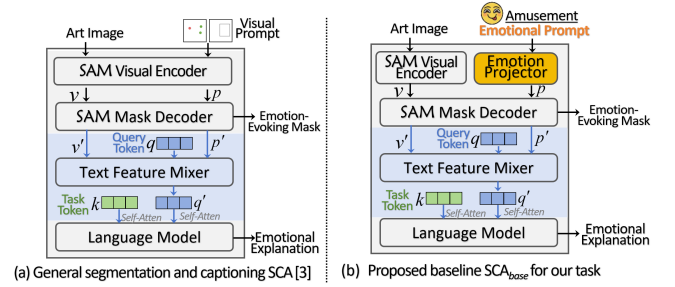 Art Image
Visual
Prompt
SAM Visual Encoder
v
p
SAM Mask Decoder
Emotion-
Evoking Mask
v'
Query
Token
q
p'
Text Feature Mixer
Task
Token
k
q'
Self-Atten
Self-Atten
Language Model
Emotional
Explanation
(a) General segmentation and captioning SCA [3]
Amusement
Art Image
Emotional Prompt
SAM Visual
Encoder
Emotion
Projector
v
p
SAM Mask Decoder
Emotion-
Evoking Mask
v'
Query
Token
q
p'
Text Feature Mixer
Task
Token
k
q'
Self-Atten
Self-Atten
Language Model
Emotional
Explanation
(b) Proposed baseline SCAbase for our task